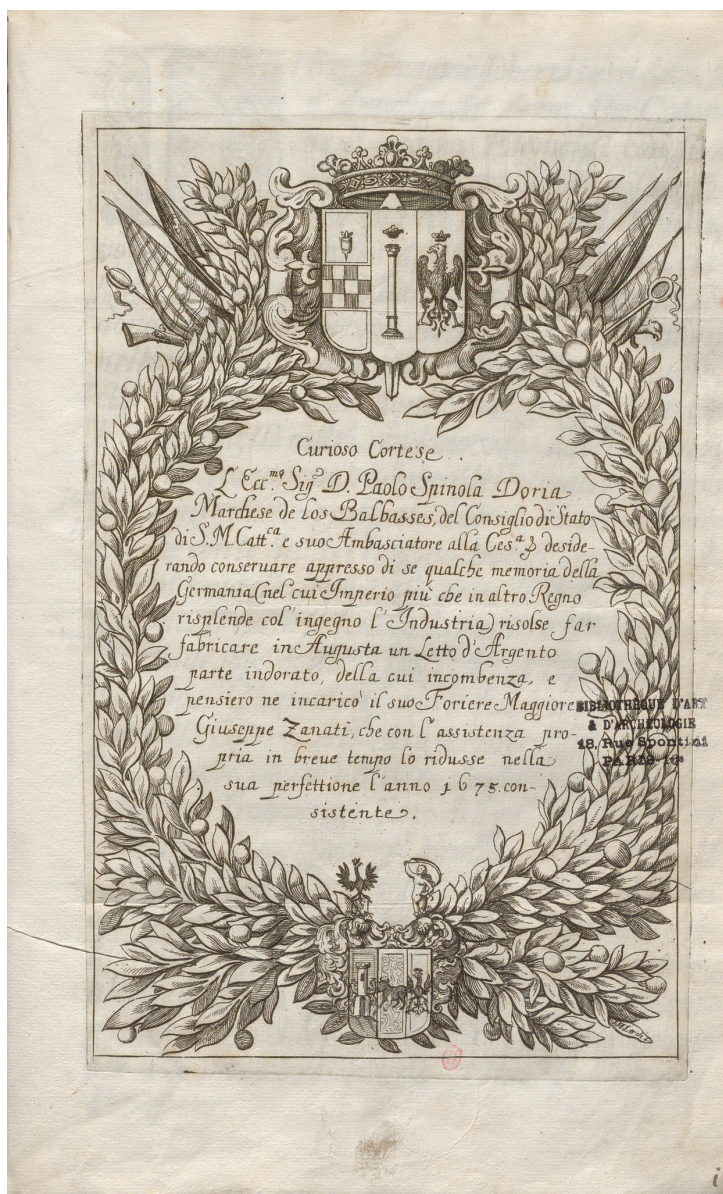 Curioso Cortese.
L'Ecc.mo Sig.r D. Paolo Spinola Doria
Marchese de los Balbasses, del Consiglio di Stato
di S. M. Catt.ca e suo Ambasciatore alla Ces.a deside-
rando conseruare appresso di se qualche memoria della
Germania (nel cui Imperio più che in altro Regno
risplende col' ingegno l'Industria) risolse far
fabricare in Augusta un Letto d'Argento
parte indorato, della cui incombenza, e
pensiero ne incaricò il suo Foriere Maggiore
Giuseppe Zanati, che con l'assistenza pro-
pria in breue tempo lo ridusse nella
sua perfettione l'anno 1675. con-
sistente.
BIBLIOTHÈQUE D'ART
& D'ARCHÉOLOGIE
18, Rue Spontini
PARIS-16e
i